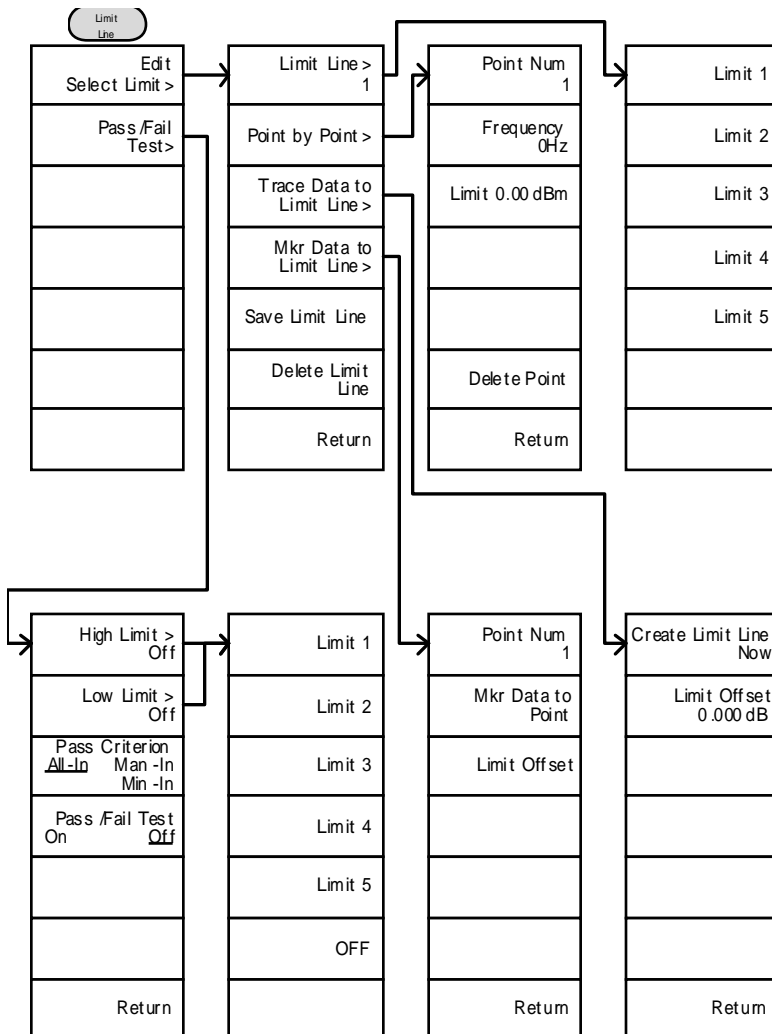 Limit
Line
Edit
Select Limit >
Pass /Fail
Test>
Limit Line >
1
Point by Point >
Trace Data to
Limit Line >
Mkr Data to
Limit Line >
Save Limit Line
Delete Limit
Line
Return
Point Num
1
Frequency
0Hz
Limit 0.00 dBm
Delete Point
Return
Limit 1
Limit 2
Limit 3
Limit 4
Limit 5
High Limit >
Off
Low Limit >
Off
Pass Criterion
All-In Man -In
Min -In
Pass /Fail Test
On Off
Return
Limit 1
Limit 2
Limit 3
Limit 4
Limit 5
OFF
Point Num
1
Mkr Data to
Point
Limit Offset
Return
Create Limit Line
Now
Limit Offset
0.000 dB
Return